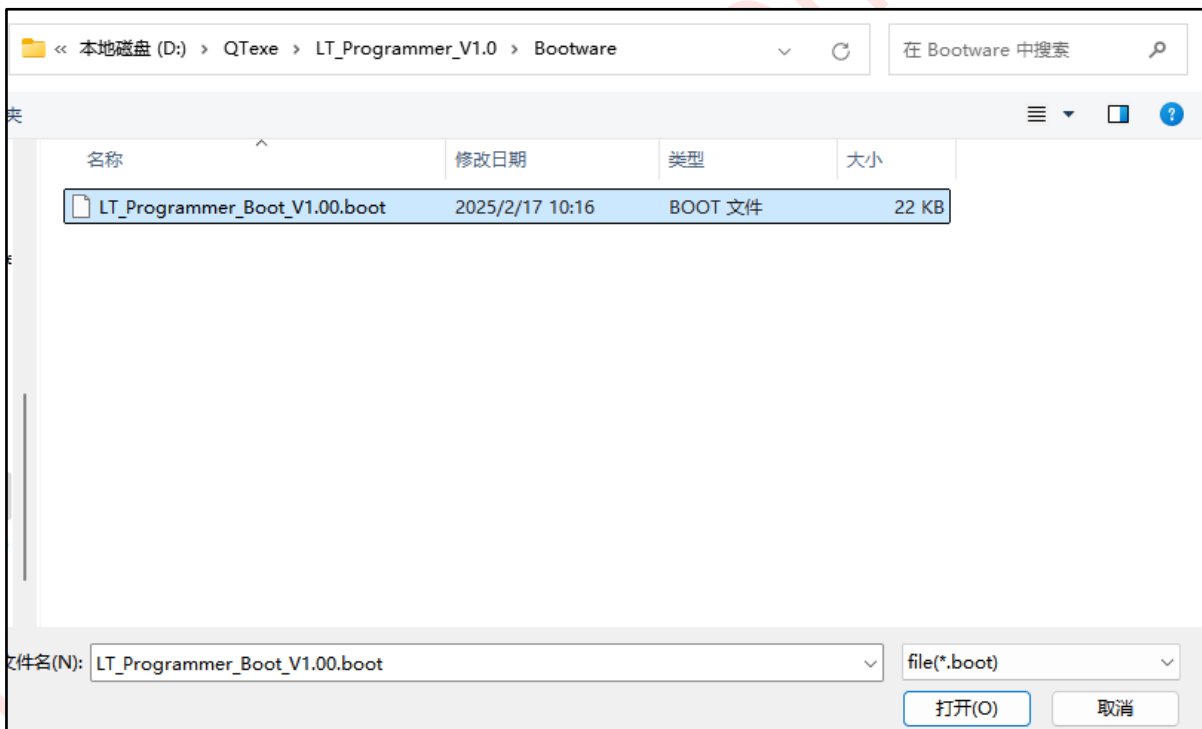 « 本地磁盘 (D:) › QTexe › LT_Programmer_V1.0 › Bootware 在 Bootware 中搜索
夹
名称 修改日期 类型 大小
LT_Programmer_Boot_V1.00.boot 2025/2/17 10:16 BOOT 文件 22 KB
文件名(N): LT_Programmer_Boot_V1.00.boot file(*.boot)
打开(O) 取消